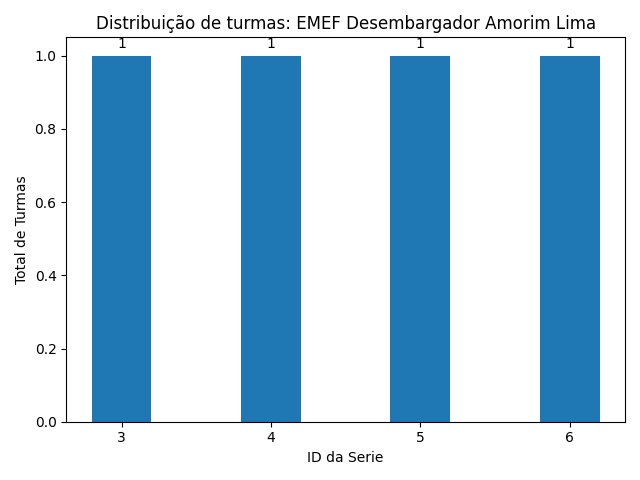 Distribuição de turmas: EMEF Desembargador Amorim Lima
1 1 1 1
1.0
0.8
0.6
0.4
0.2
0.0
Total de Turmas
3 4 5 6
ID da Serie